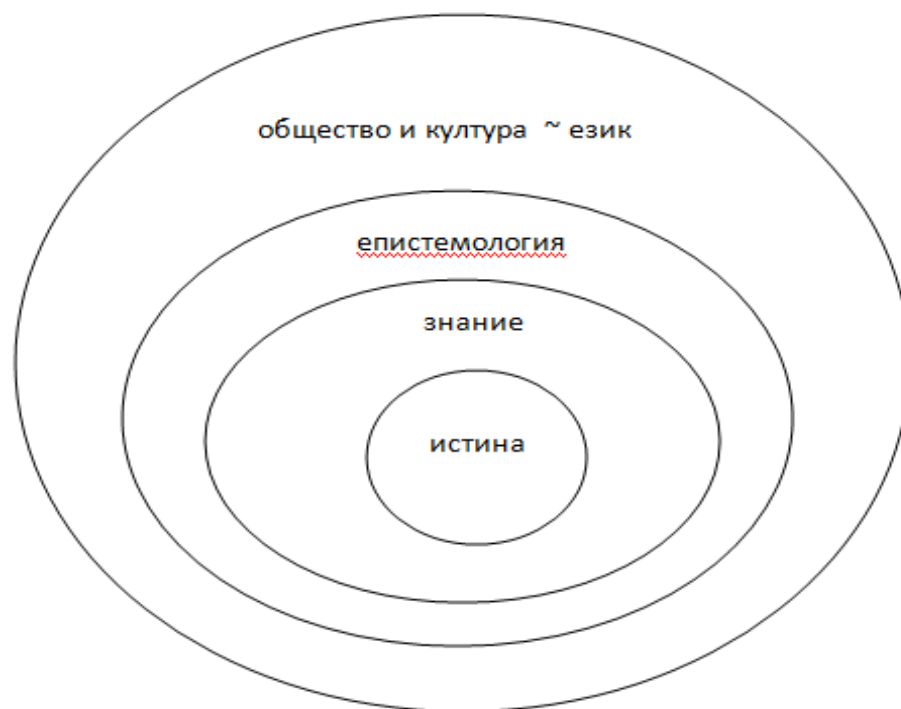 общество и култура ~ език
епистемология
знание
истина